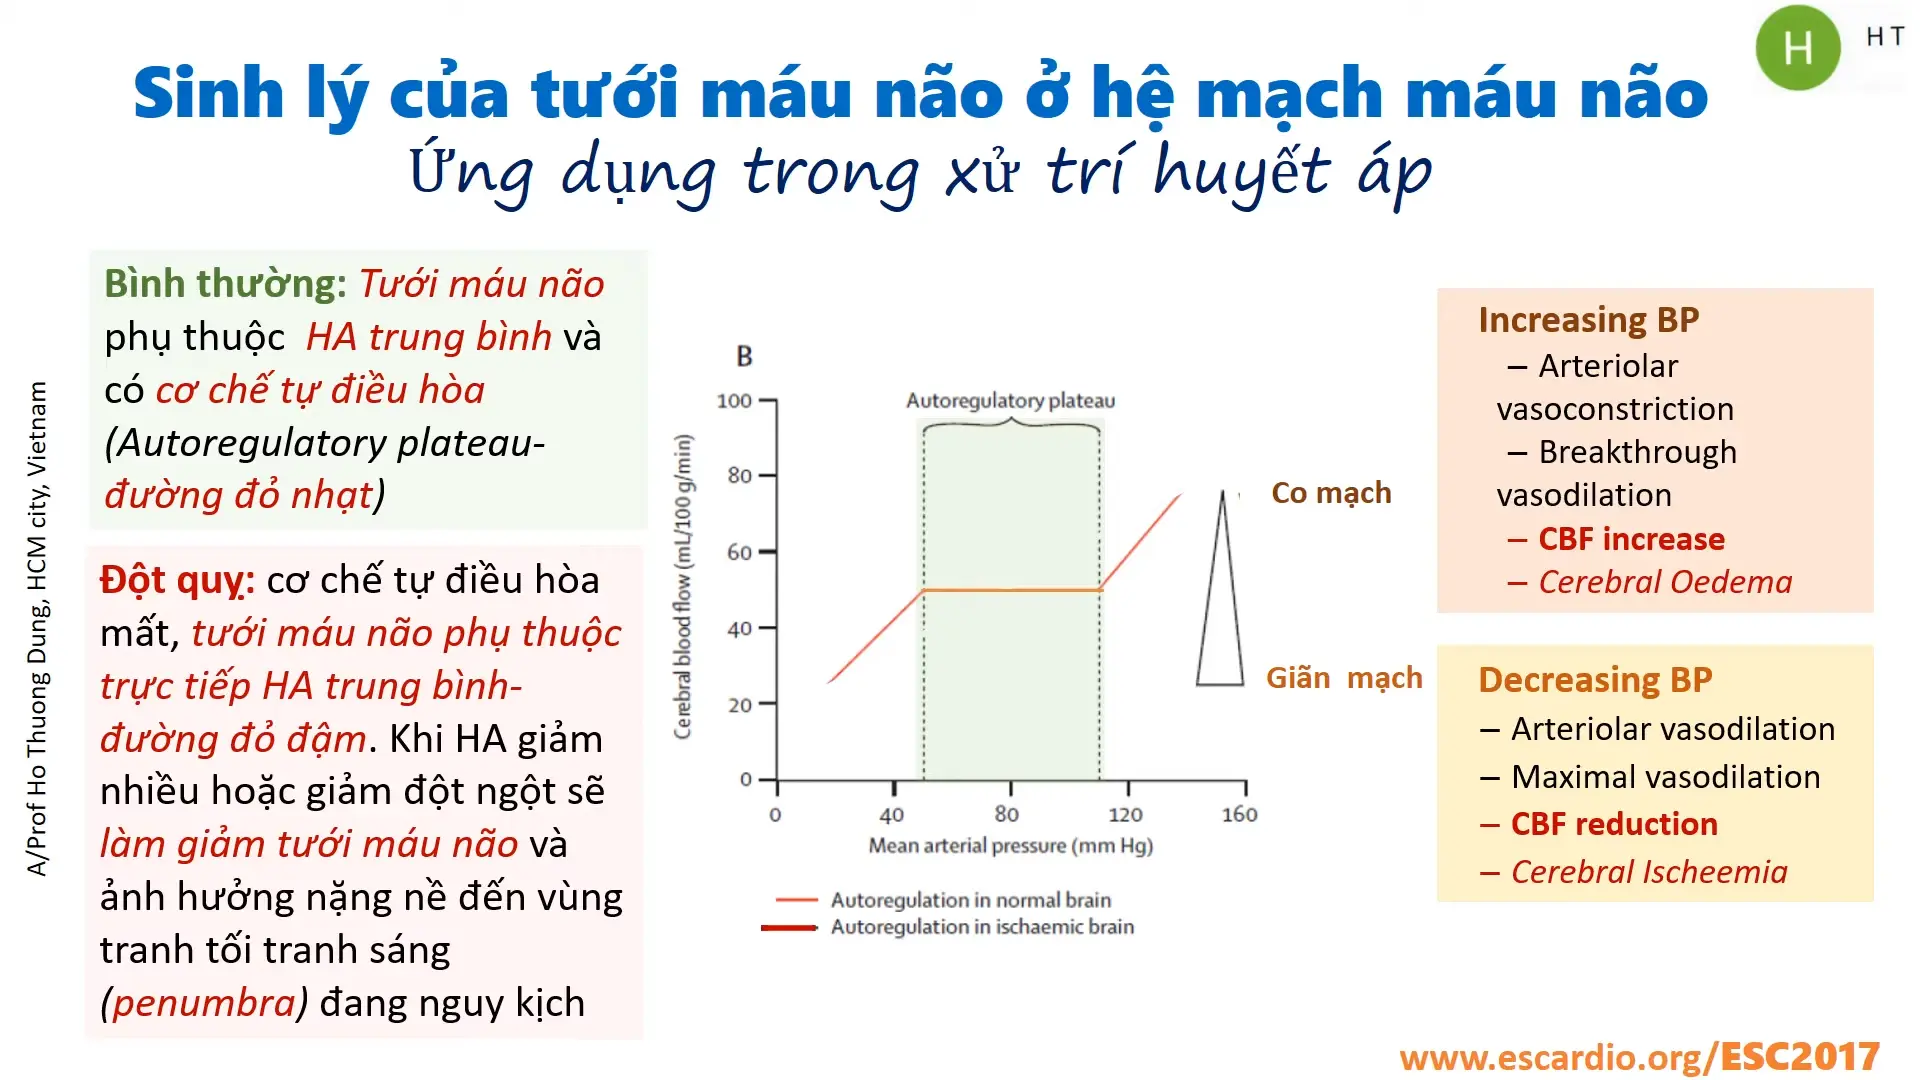 H
H T
Sinh lý của tưới máu não ở hệ mạch máu não
Ứng dụng trong xử trí huyết áp
A/Prof Ho Thuong Dung, HCM city, Vietnam
Bình thường: Tưới máu não
phụ thuộc HA trung bình và
có cơ chế tự điều hòa
(Autoregulatory plateau-
đường đỏ nhạt)
Đột quỵ: cơ chế tự điều hòa
mất, tưới máu não phụ thuộc
trực tiếp HA trung bình-
đường đỏ đậm. Khi HA giảm
nhiều hoặc giảm đột ngột sẽ
làm giảm tưới máu não và
ảnh hưởng nặng nề đến vùng
tranh tối tranh sáng
(penumbra) đang nguy kịch
B
Autoregulatory plateau
Cerebral blood flow (mL/100 g/min)
100
80
60
40
20
0
0
40
80
120
160
Mean arterial pressure (mm Hg)
Autoregulation in normal brain
Autoregulation in ischaemic brain
Co mạch
Giãn mạch
Increasing BP
– Arteriolar
vasoconstriction
– Breakthrough
vasodilation
– CBF increase
– Cerebral Oedema
Decreasing BP
– Arteriolar vasodilation
– Maximal vasodilation
– CBF reduction
– Cerebral Ischeemia
www.escardio.org/ESC2017